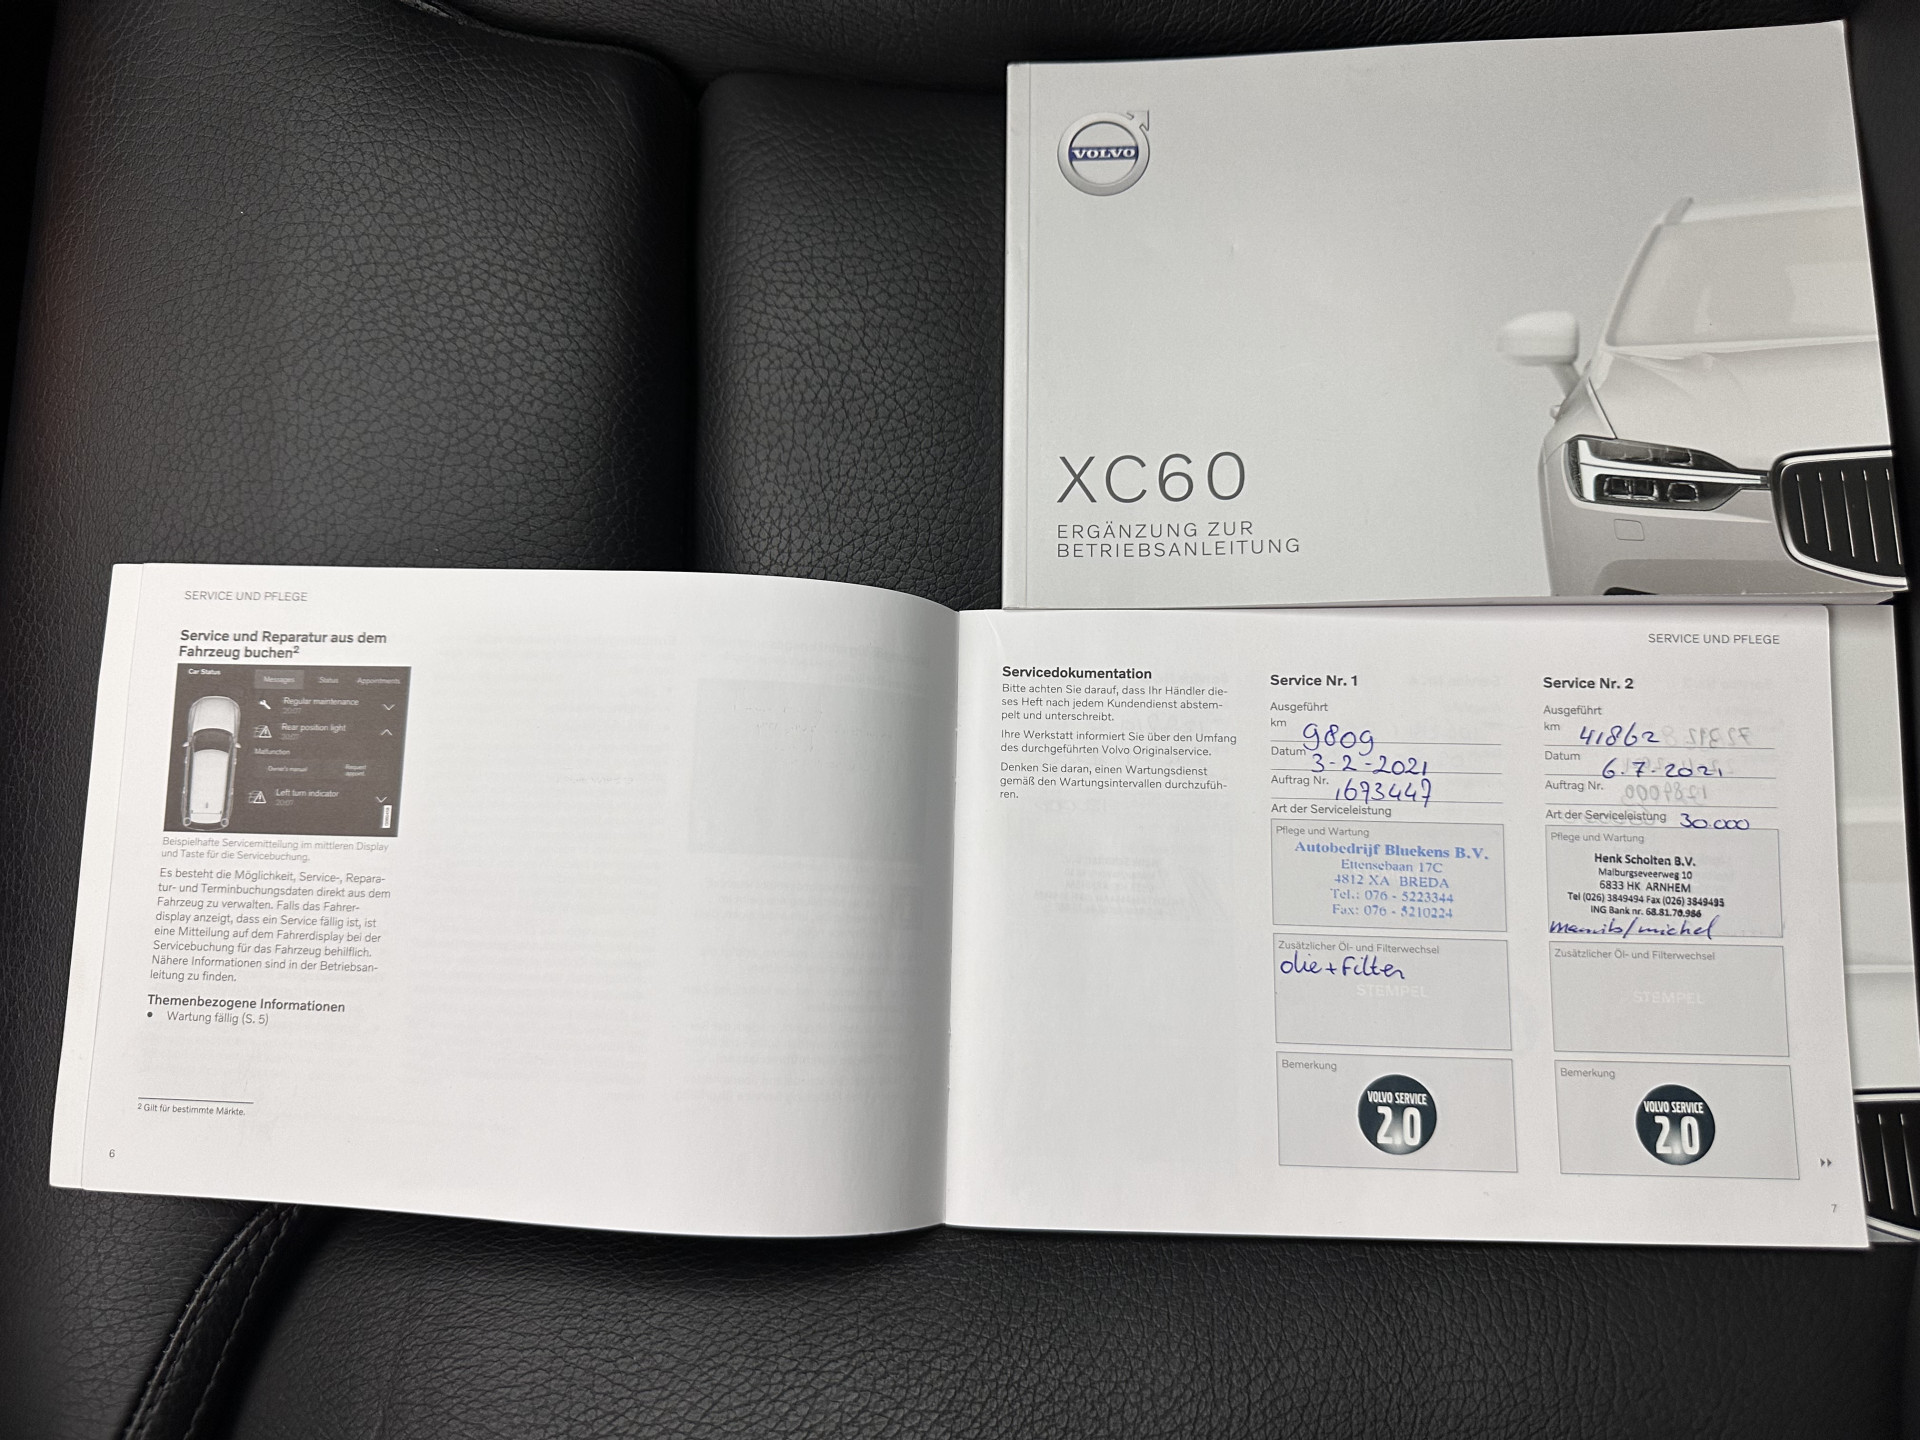 VOLVO
XC60
ERGÄNZUNG ZUR
BETRIEBSANLEITUNG
SERVICE UND PFLEGE
Service und Reparatur aus dem
Fahrzeug buchen²
Car Status
Messages
Status
Appointments
Regular maintenance
Rear position light
Malfunction
Owner's manual
Request
appoint.
Left turn indicator
Beispielhafte Servicemitteilung im mittleren Display
und Taste für die Servicebuchung.
Es besteht die Möglichkeit, Service-, Repara-
tur- und Terminbuchungsdaten direkt aus dem
Fahrzeug zu verwalten. Falls das Fahrer-
display anzeigt, dass ein Service fällig ist, ist
eine Mitteilung auf dem Fahrerdisplay bei der
Servicebuchung für das Fahrzeug behilflich.
Nähere Informationen sind in der Betriebsan-
leitung zu finden.
Themenbezogene Informationen
• Wartung fällig (S. 5)
² Gilt für bestimmte Märkte.
6
SERVICE UND PFLEGE
Servicedokumentation
Bitte achten Sie darauf, dass Ihr Händler die-
ses Heft nach jedem Kundendienst abstem-
pelt und unterschreibt.
Ihre Werkstatt informiert Sie über den Umfang
des durchgeführten Volvo Originalservice.
Denken Sie daran, einen Wartungsdienst
gemäß den Wartungsintervallen durchzufüh-
ren.
Service Nr. 1
Ausgeführt
km 9809
Datum 3-2-2021
Auftrag Nr. 1693447
Art der Serviceleistung
Pflege und Wartung
Autobedrijf Bluekens B.V.
Ettensebaan 17C
4812 XA BREDA
Tel.: 076 - 5223344
Fax: 076 - 5210224
Zusätzlicher Öl- und Filterwechsel
olie + filter
STEMPEL
Bemerkung
VOLVO SERVICE
2.0
Service Nr. 2
Ausgeführt
km 41862
Datum 6-7-2021
Auftrag Nr.
Art der Serviceleistung 30.000
Pflege und Wartung
Henk Scholten B.V.
Malburgseveerweg 10
6833 HK ARNHEM
Tel (026) 3849494 Fax (026) 3849495
ING Bank nr. 68.81.70.986
Zusätzlicher Öl- und Filterwechsel
STEMPEL
Bemerkung
VOLVO SERVICE
2.0
7